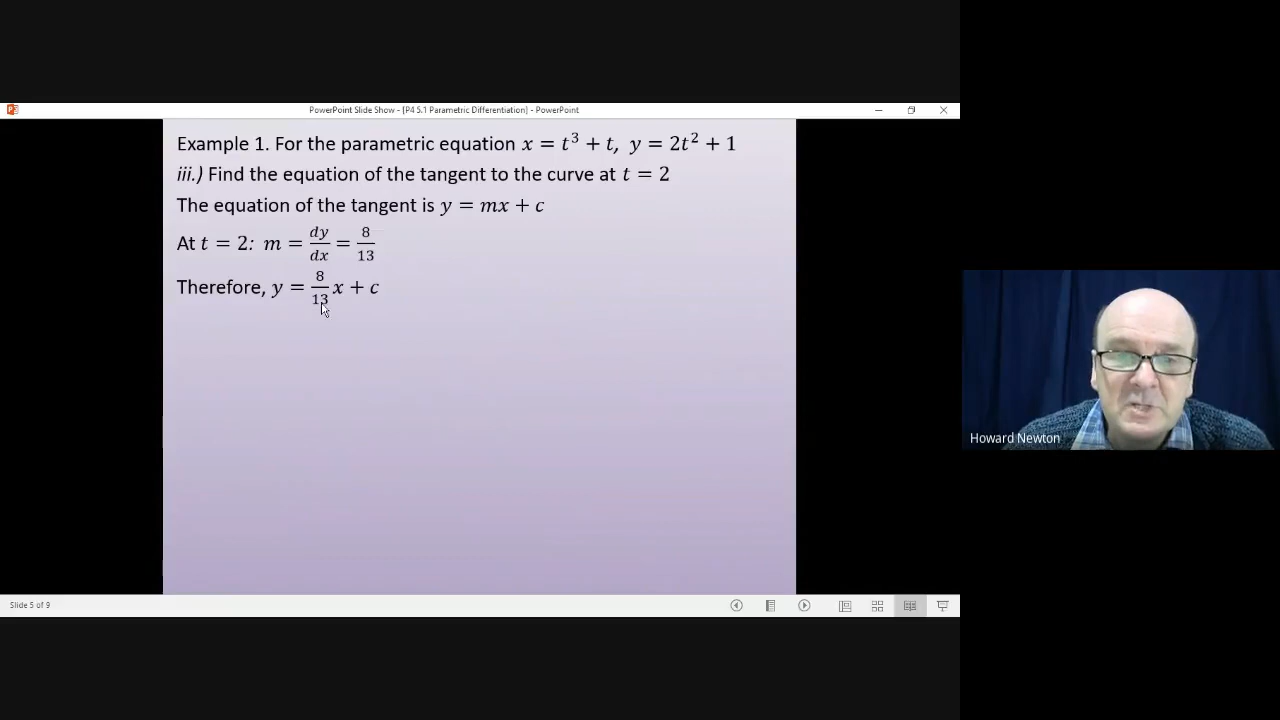 PowerPoint Slide Show - [P4 5.1 Parametric Differentiation] - PowerPoint
Example 1. For the parametric equation x = t³ + t, y = 2t² + 1
iii.) Find the equation of the tangent to the curve at t = 2
The equation of the tangent is y = mx + c
At t = 2: m = dy/dx = 8/13
Therefore, y = 8/13 x + c
Howard Newton
Slide 5 of 9